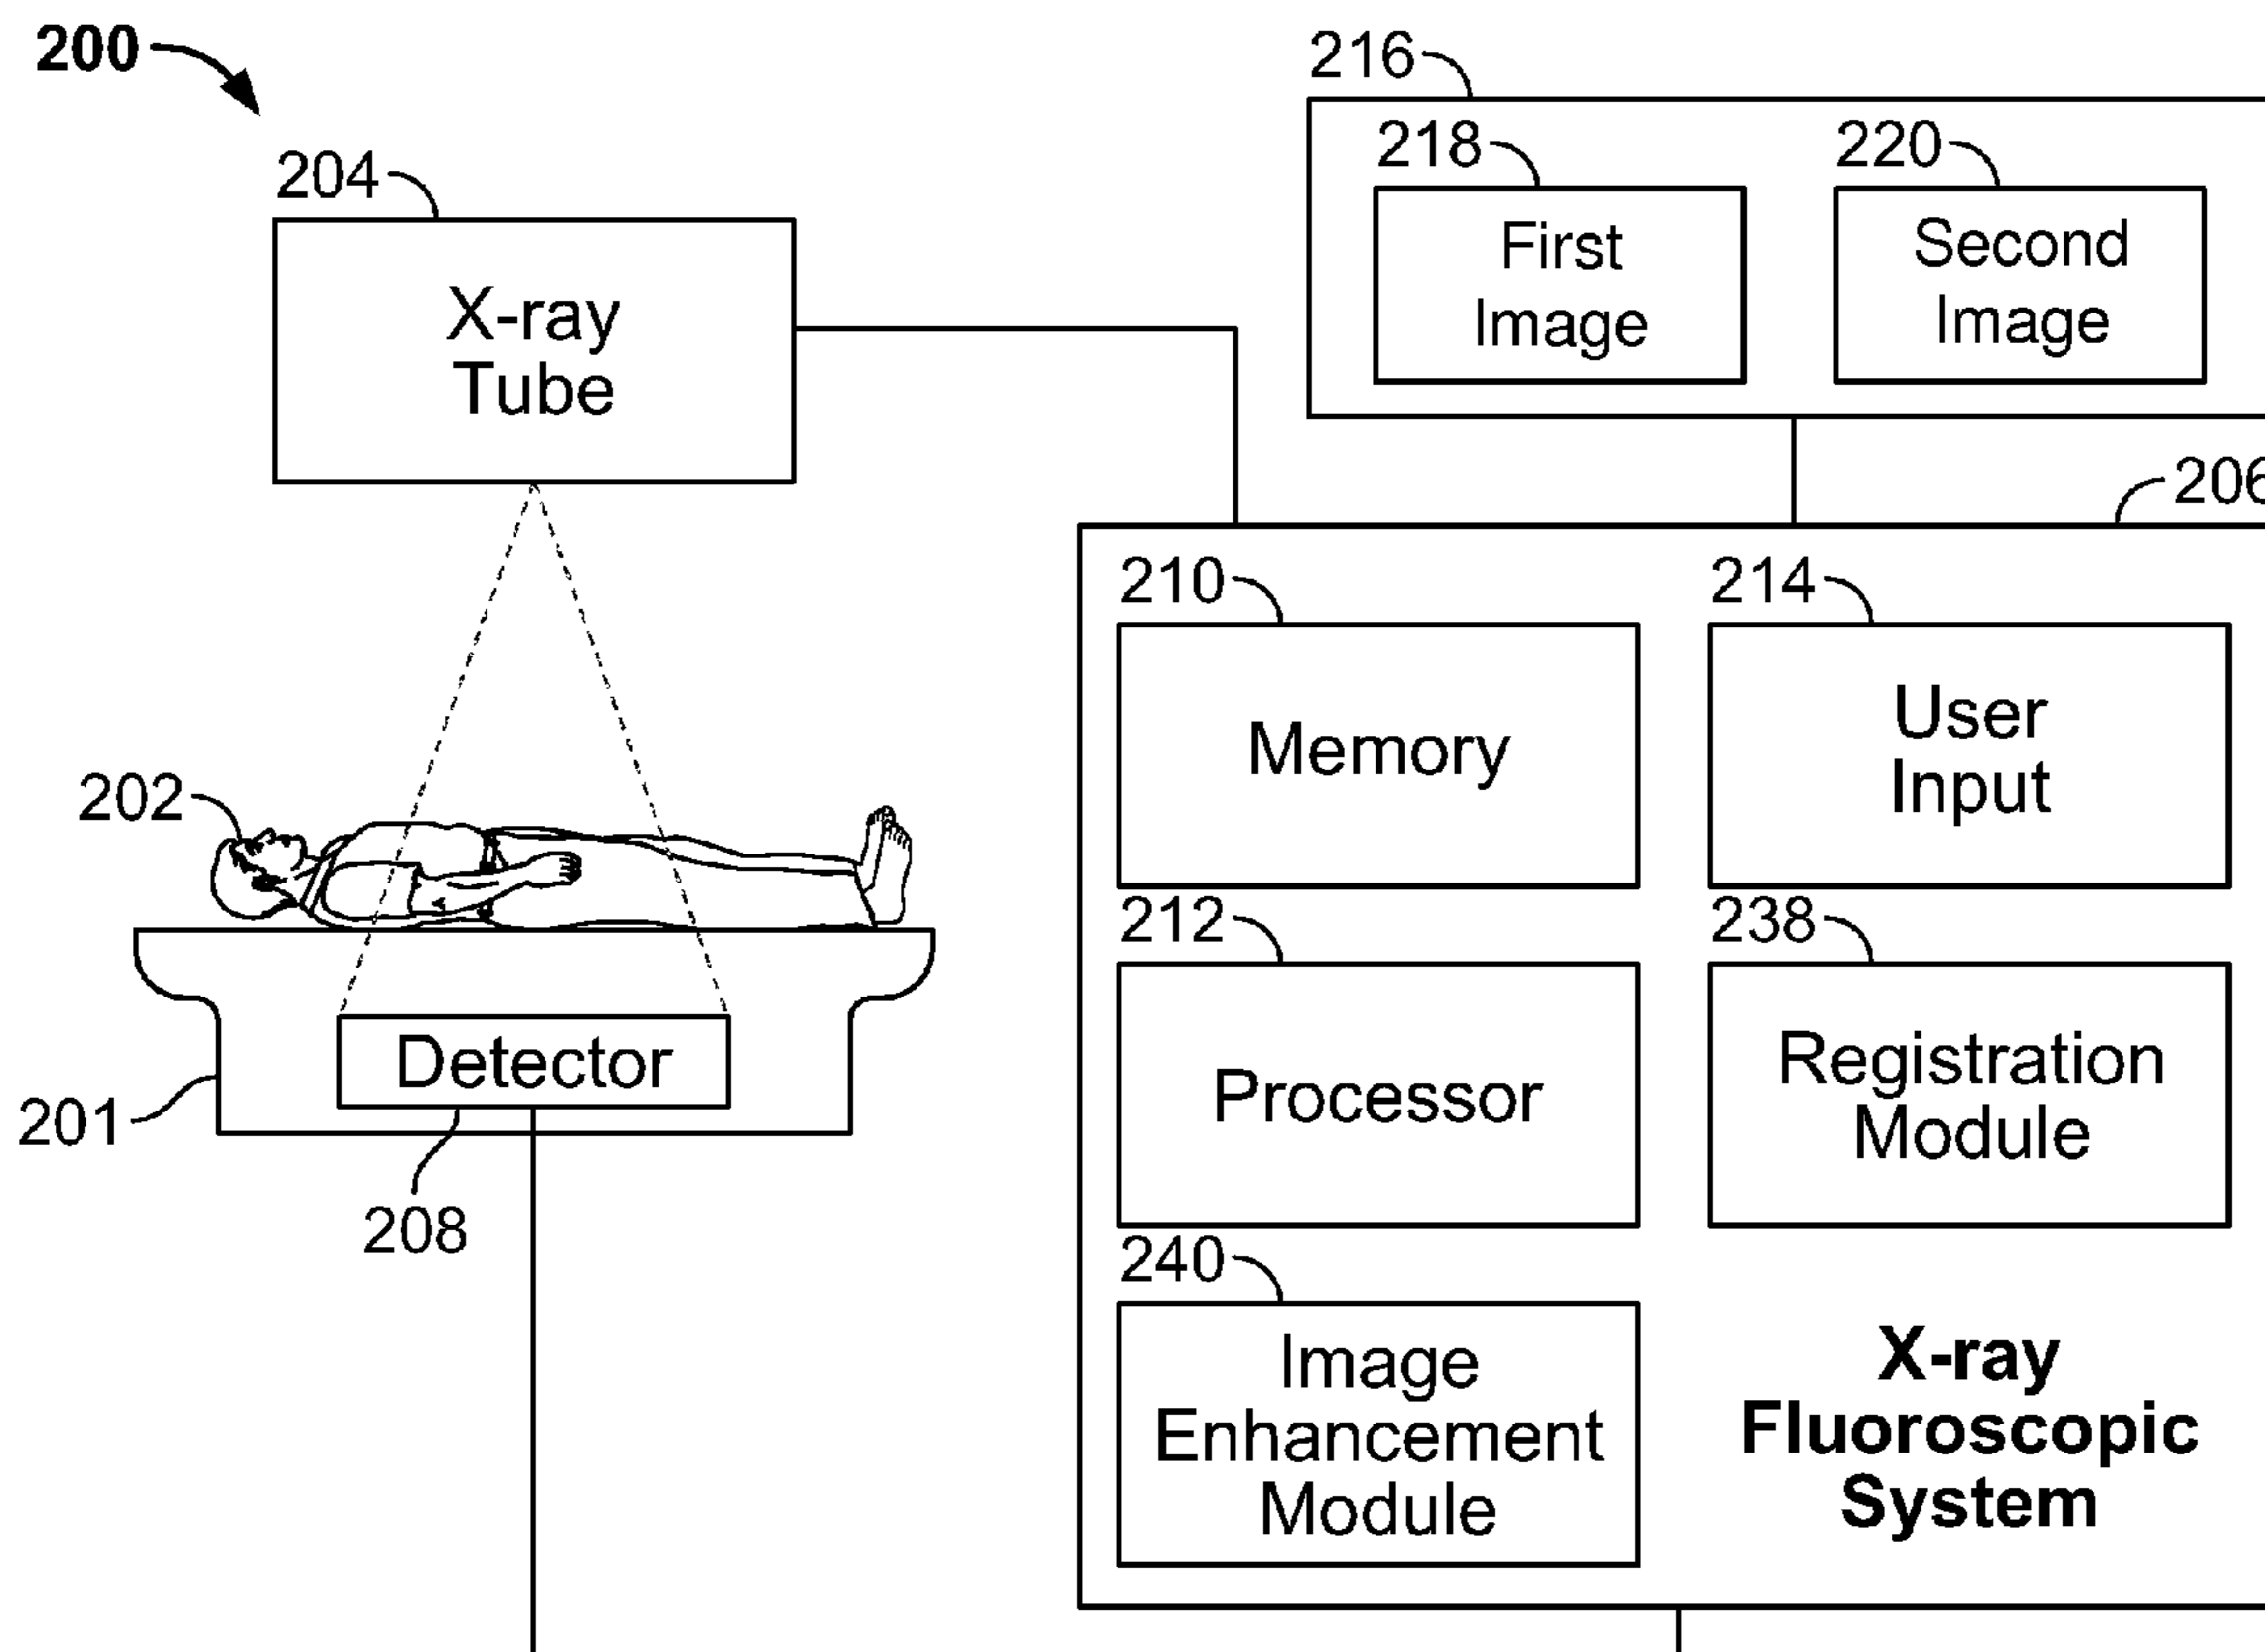 200
204
X-ray
Tube
202
Detector
201
208
216
218
220
First
Image
Second
Image
206
210
214
Memory
User
Input
212
238
Processor
Registration
Module
240
Image
Enhancement
Module
X-ray
Fluoroscopic
System